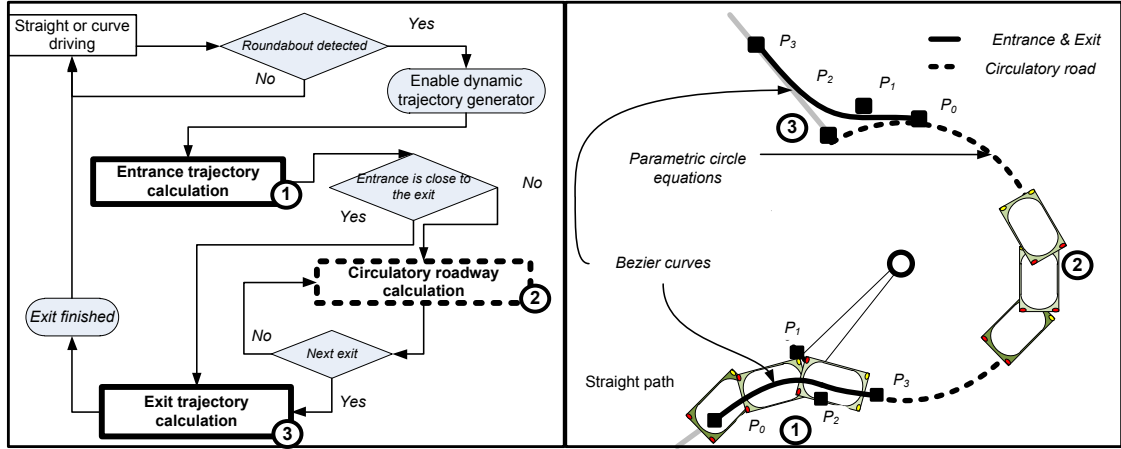 Straight or curve
driving
Roundabout detected
Yes
No
Enable dynamic
trajectory generator
Entrance trajectory
calculation
1
Entrance is close to
the exit
No
Yes
Circulatory roadway
calculation
2
Exit finished
No
Next exit
Yes
Exit trajectory
calculation
3
P3
P2
P1
P0
Entrance & Exit
Circulatory road
3
Parametric circle
equations
Bezier curves
2
P1
Straight path
P3
P0
P2
1